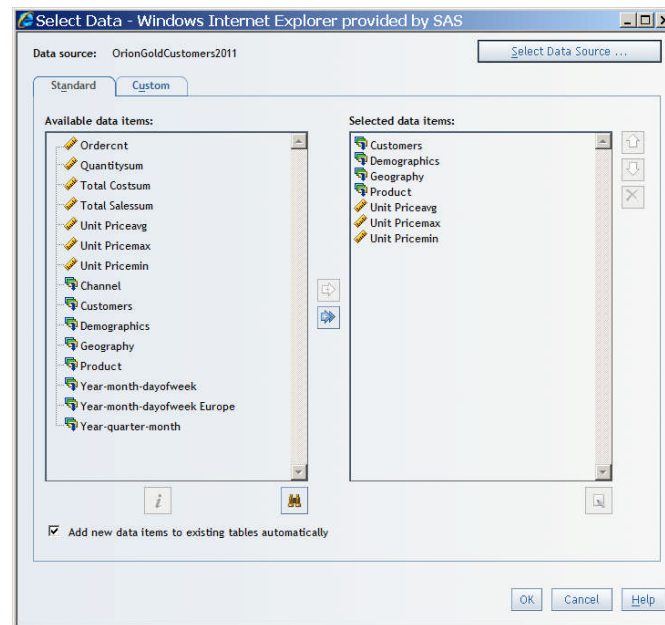 Select Data - Windows Internet Explorer provided by SAS
Data source: OrionGoldCustomers2011
Select Data Source ...
Standard
Custom
Available data items:
Ordercnt
Quantitysum
Total Costsum
Total Salessum
Unit Priceavg
Unit Pricemax
Unit Pricemin
Channel
Customers
Demographics
Geography
Product
Year-month-dayofweek
Year-month-dayofweek Europe
Year-quarter-month
Selected data items:
Customers
Demographics
Geography
Product
Unit Priceavg
Unit Pricemax
Unit Pricemin
i
Add new data items to existing tables automatically
OK
Cancel
Help